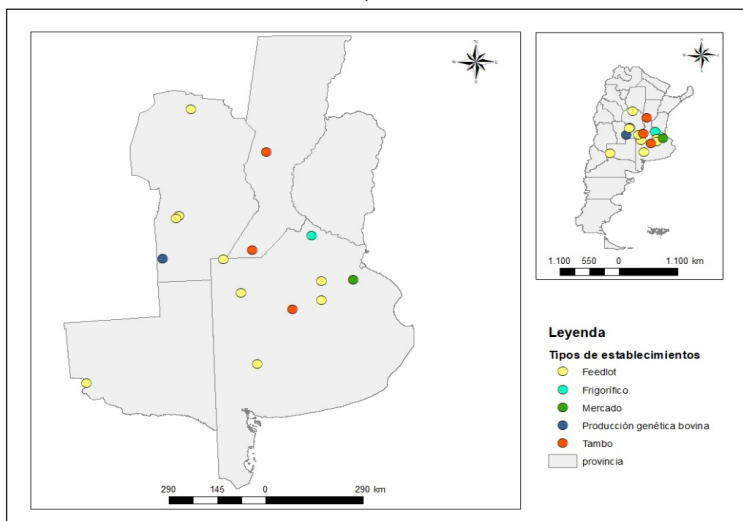 1.100 550 0 1.100 km
Leyenda
Tipos de establecimientos
Feedlot
Frigorífico
Mercado
Producción genética bovina
Tambo
provincia
290 145 0 290 km